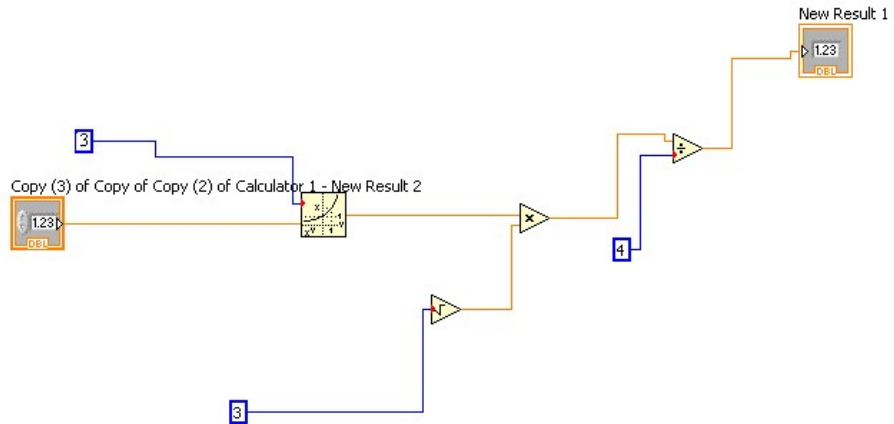 New Result 1
1.23
DBL
3
Copy (3) of Copy of Copy (2) of Calculator 1 - New Result 2
1.23
DBL
x
x^y
1
y
×
÷
4
√
3